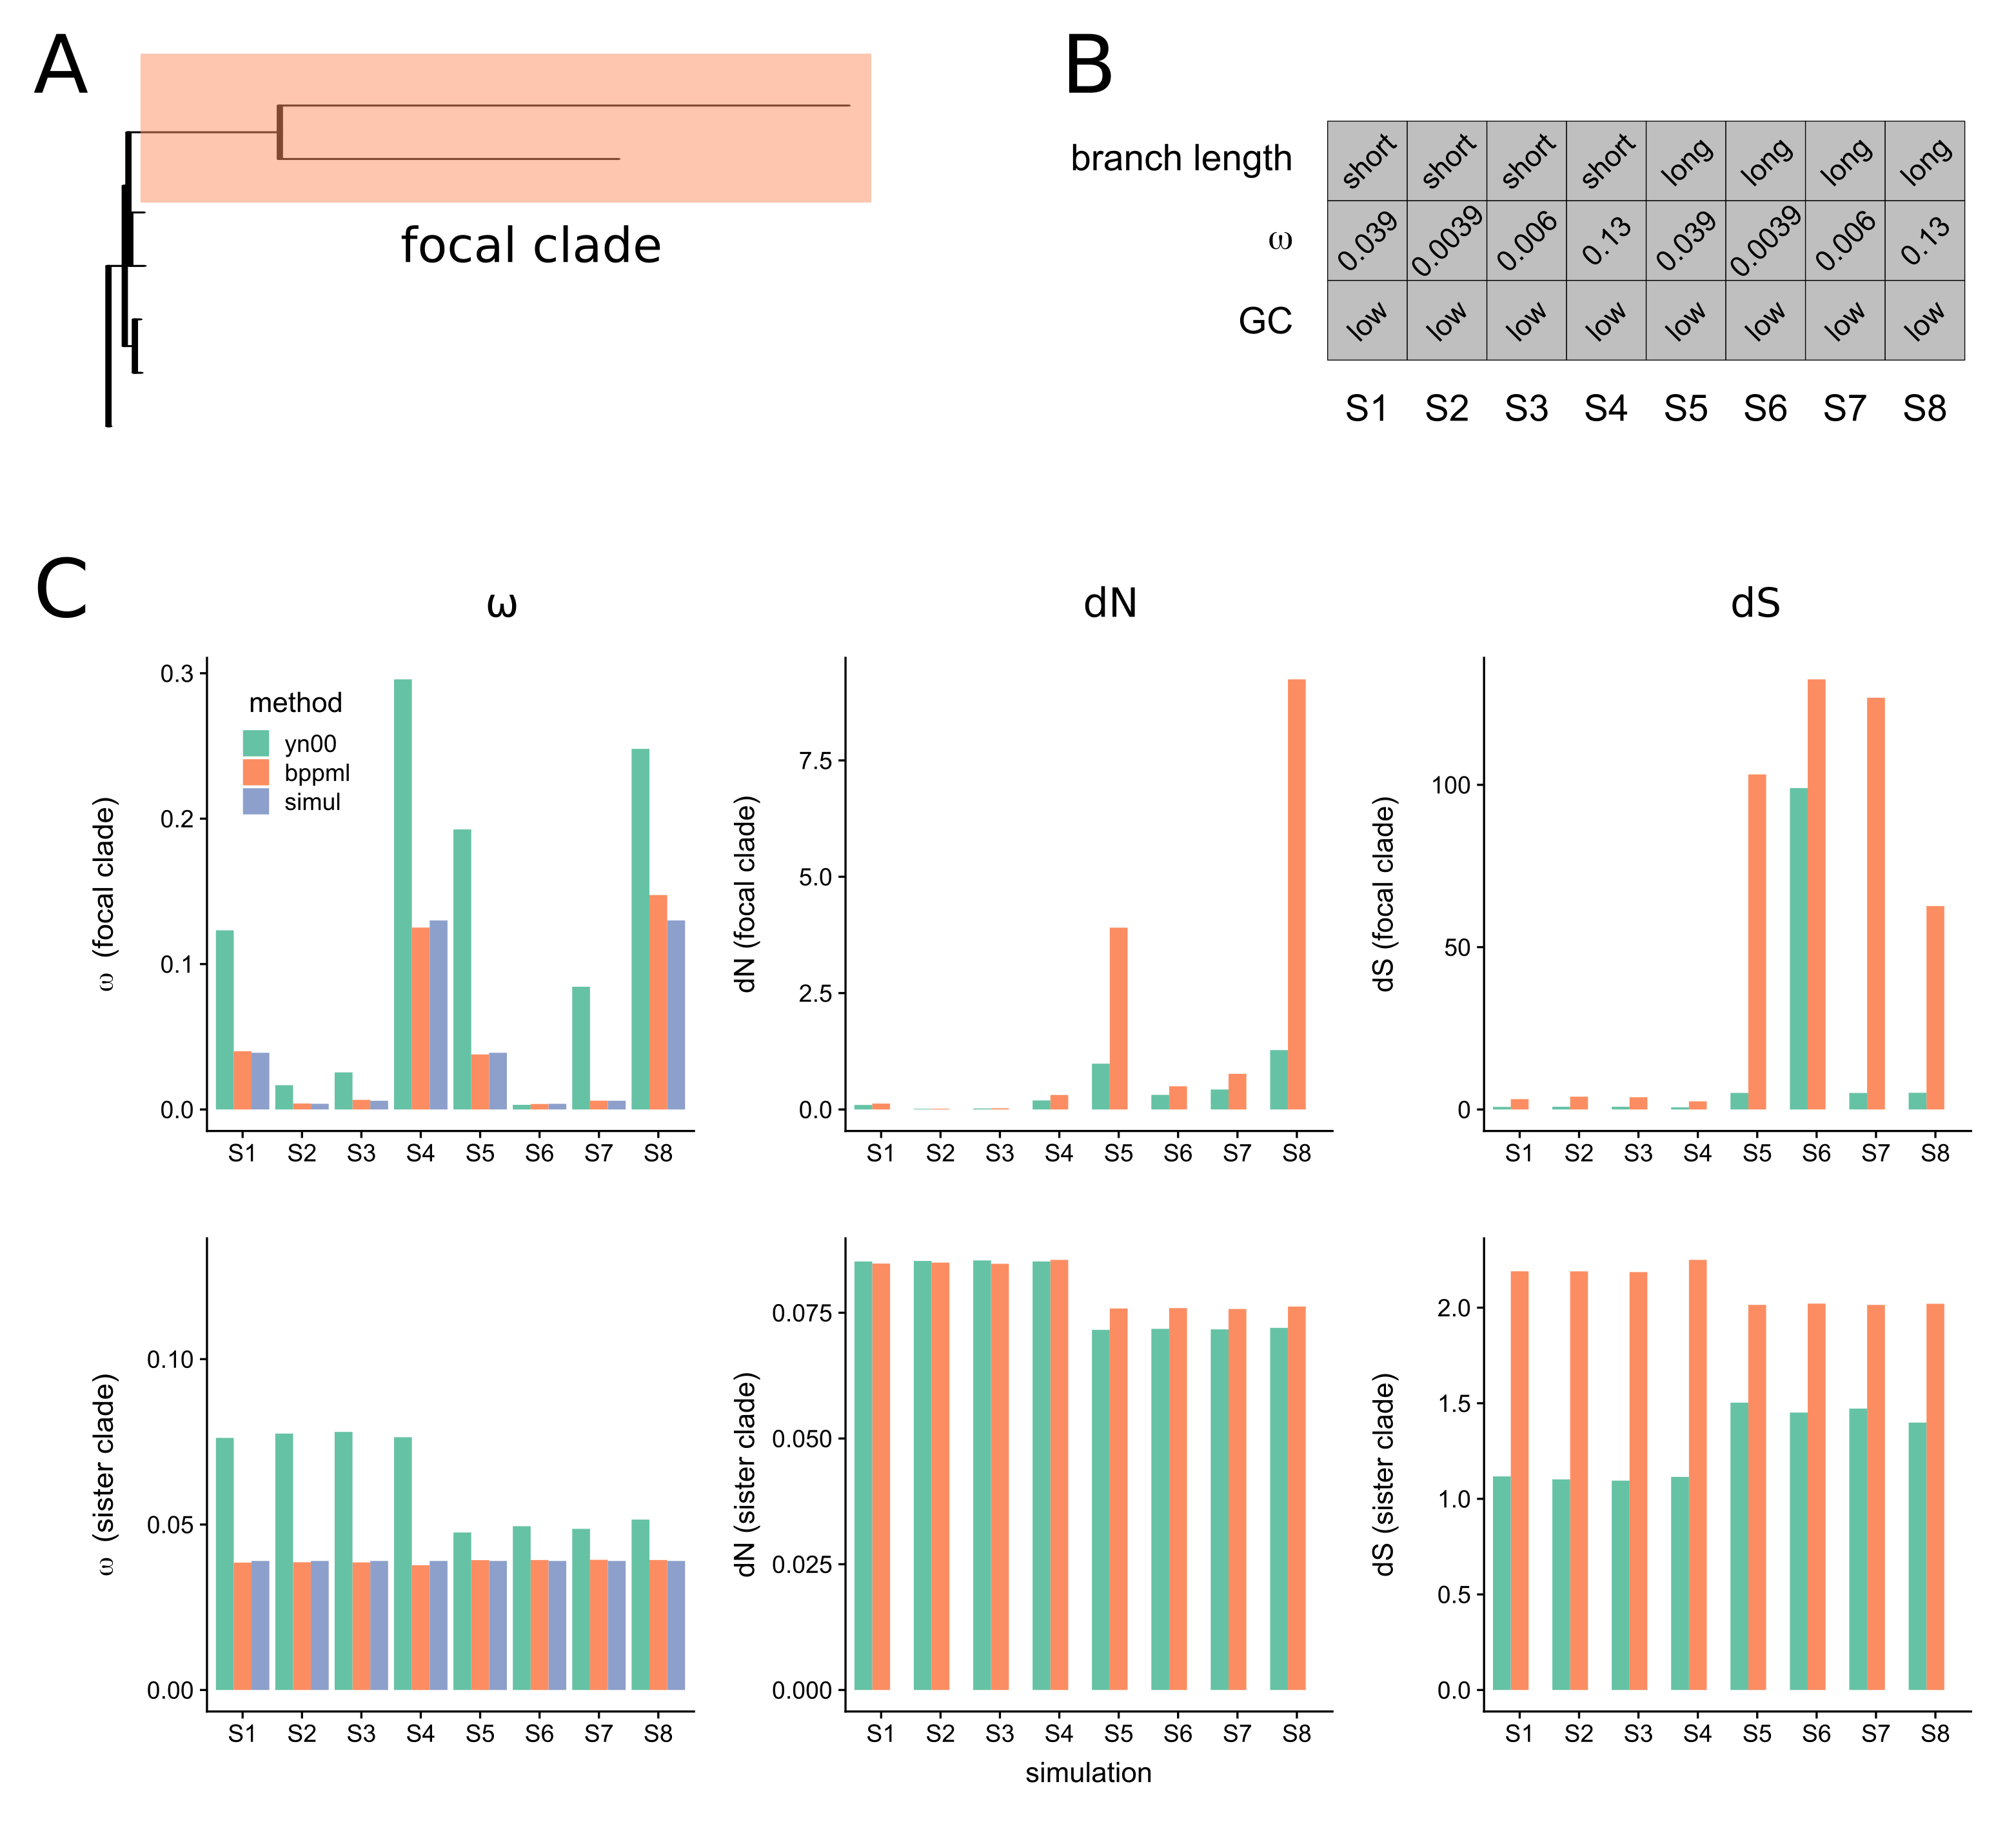 A
focal clade
B
branch length
short short short short long long long long
ω
0.039 0.0039 0.006 0.13 0.039 0.0039 0.006 0.13
GC
low low low low low low low low
S1 S2 S3 S4 S5 S6 S7 S8
C
ω
dN
dS
ω (focal clade)
0.3
0.2
0.1
0.0
method
yn00
bppml
simul
S1 S2 S3 S4 S5 S6 S7 S8
dN (focal clade)
7.5
5.0
2.5
0.0
S1 S2 S3 S4 S5 S6 S7 S8
dS (focal clade)
100
50
0
S1 S2 S3 S4 S5 S6 S7 S8
ω (sister clade)
0.10
0.05
0.00
S1 S2 S3 S4 S5 S6 S7 S8
dN (sister clade)
0.075
0.050
0.025
0.000
S1 S2 S3 S4 S5 S6 S7 S8
simulation
dS (sister clade)
2.0
1.5
1.0
0.5
0.0
S1 S2 S3 S4 S5 S6 S7 S8